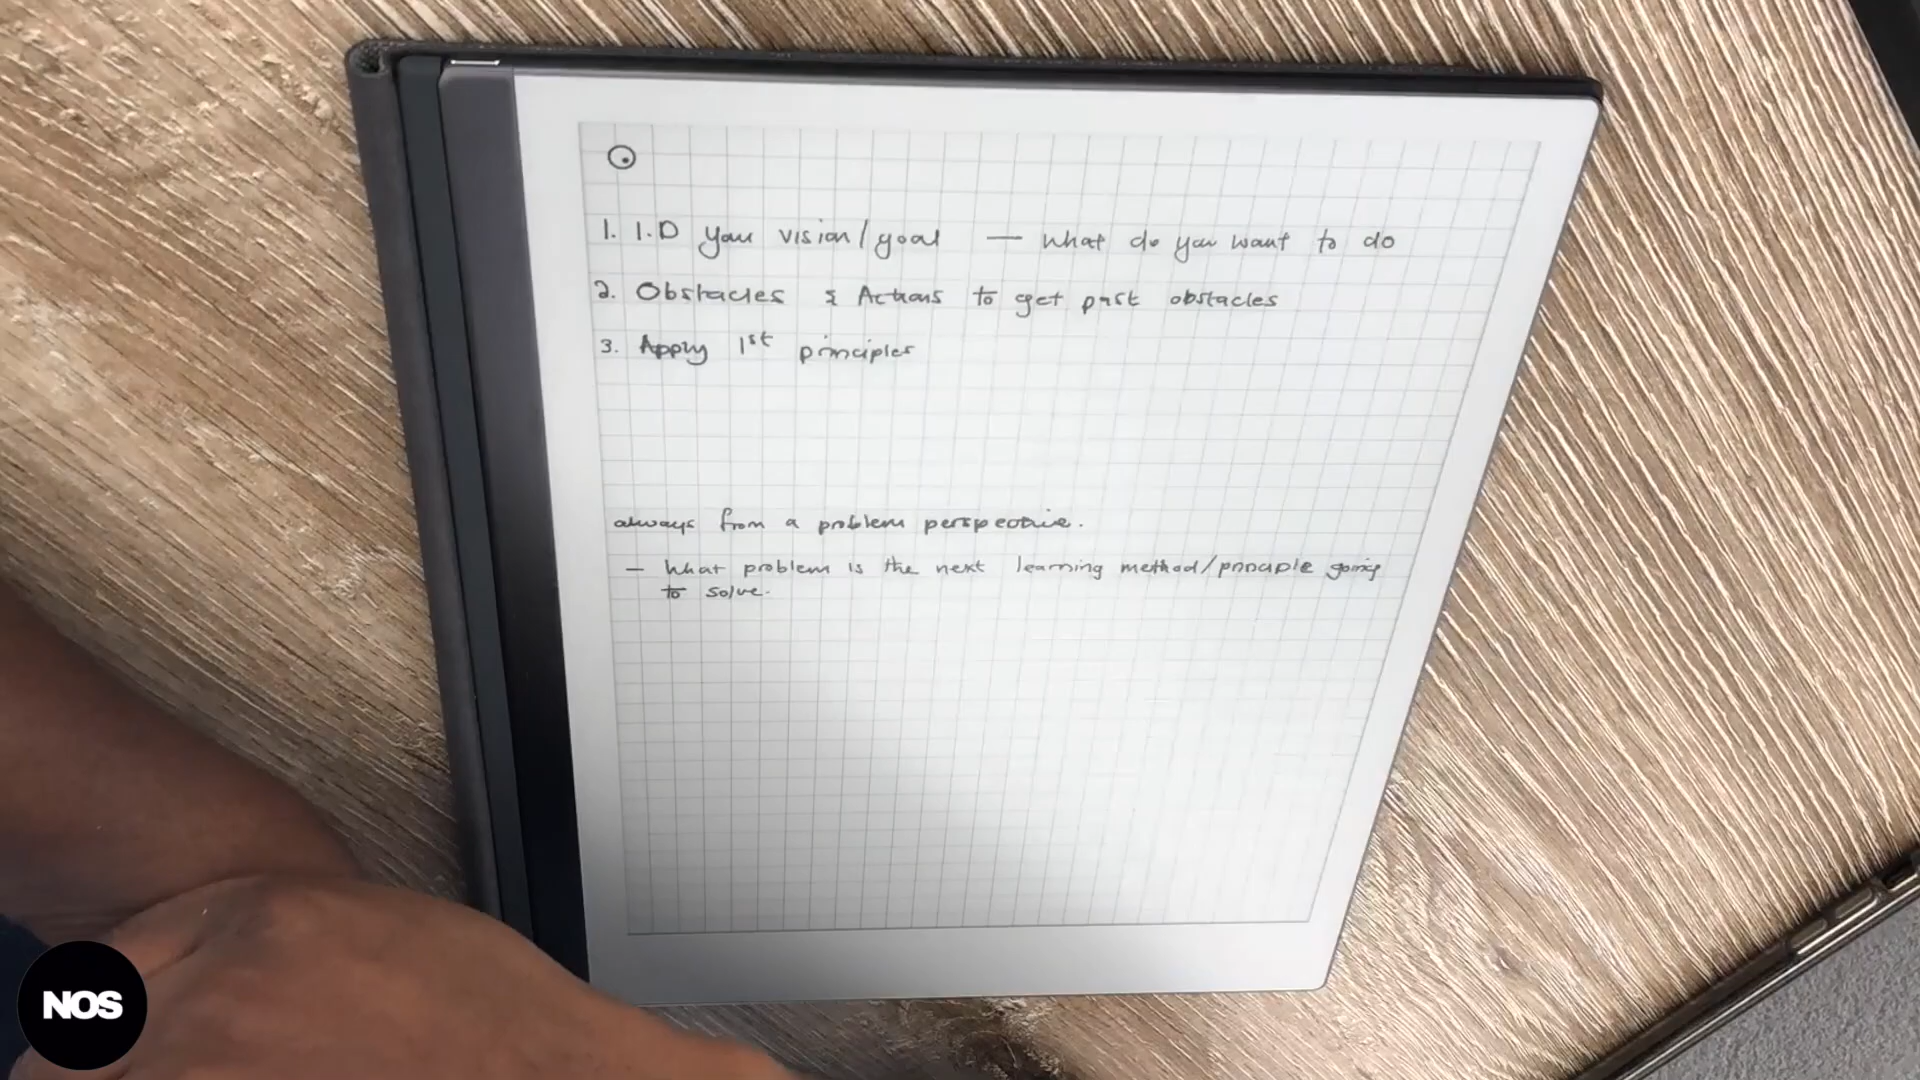 1. I.D your vision/goal — what do you want to do
2. Obstacles & Actions to get past obstacles
3. Apply 1st principles
always from a problem perspective.
— What problem is the next learning method/principle going
to solve.
NOS